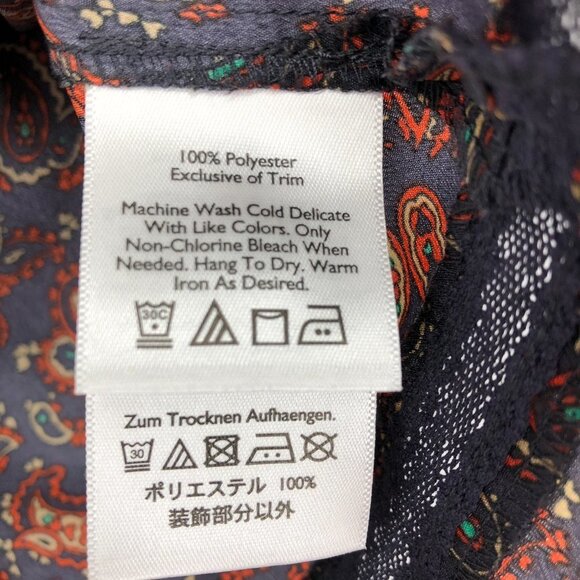 100% Polyester
Exclusive of Trim
Machine Wash Cold Delicate
With Like Colors. Only
Non-Chlorine Bleach When
Needed. Hang To Dry. Warm
Iron As Desired.
30C
Zum Trocknen Aufhaengen.
30
ポリエステル 100%
装飾部分以外